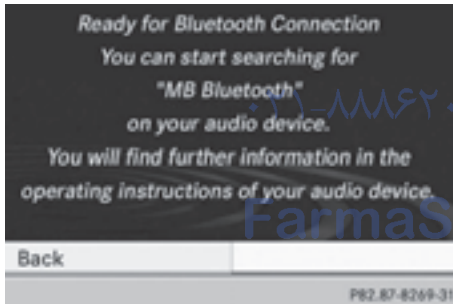 Ready for Bluetooth Connection
You can start searching for
"MB Bluetooth"
on your audio device.
You will find further information in the
operating instructions of your audio device.
Back
P82.87-8269-31